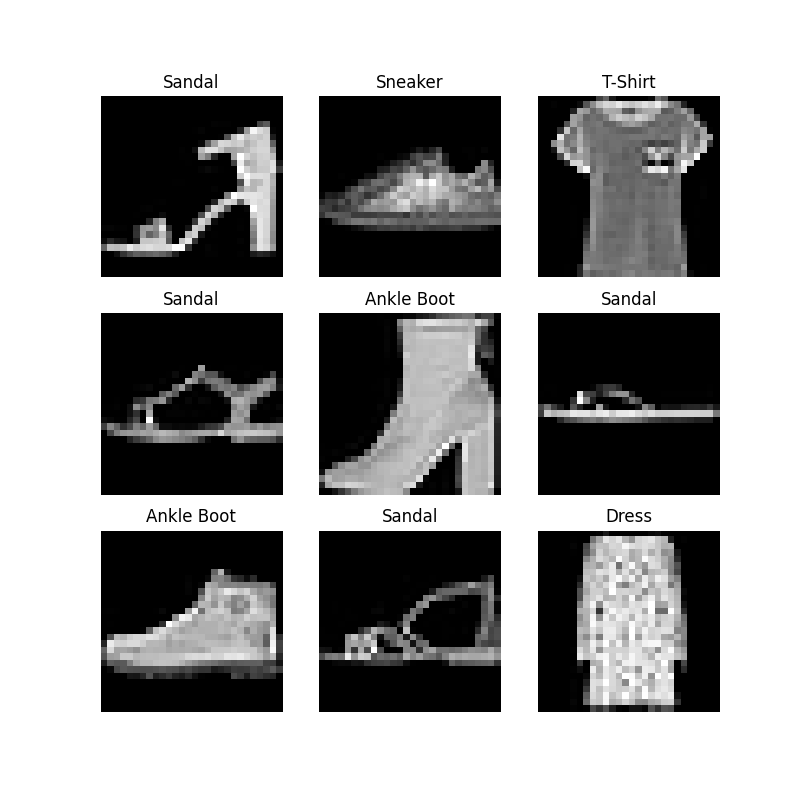 Sandal
Sneaker
T-Shirt
Sandal
Ankle Boot
Sandal
Ankle Boot
Sandal
Dress